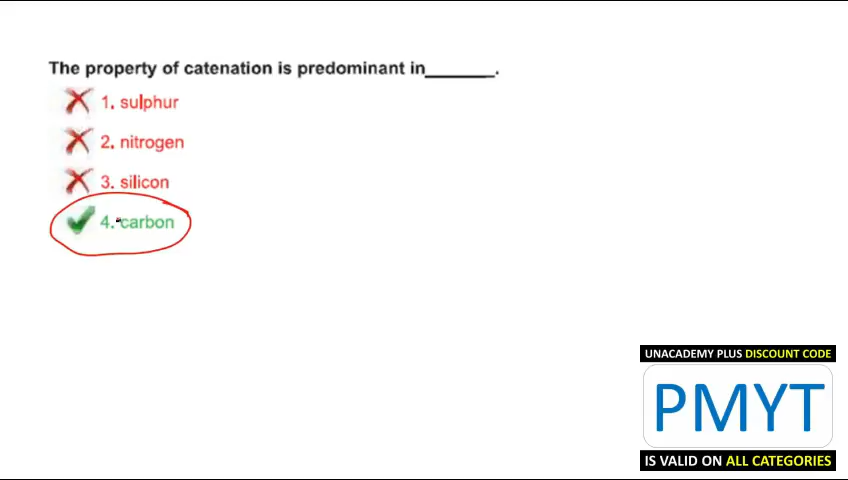 The property of catenation is predominant in_______.
1. sulphur
2. nitrogen
3. silicon
4. carbon
UNACADEMY PLUS DISCOUNT CODE
PMYT
IS VALID ON ALL CATEGORIES